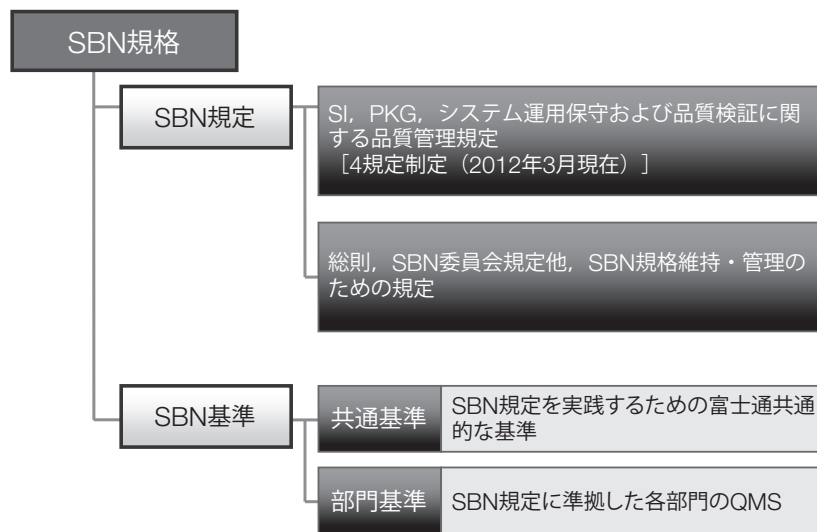 SBN規格
SBN規定
SI，PKG，システム運用保守および品質検証に関
する品質管理規定
［4規定制定（2012年3月現在）］
総則，SBN委員会規定他，SBN規格維持・管理の
ための規定
SBN基準
共通基準
SBN規定を実践するための富士通共通
的な基準
部門基準
SBN規定に準拠した各部門のQMS